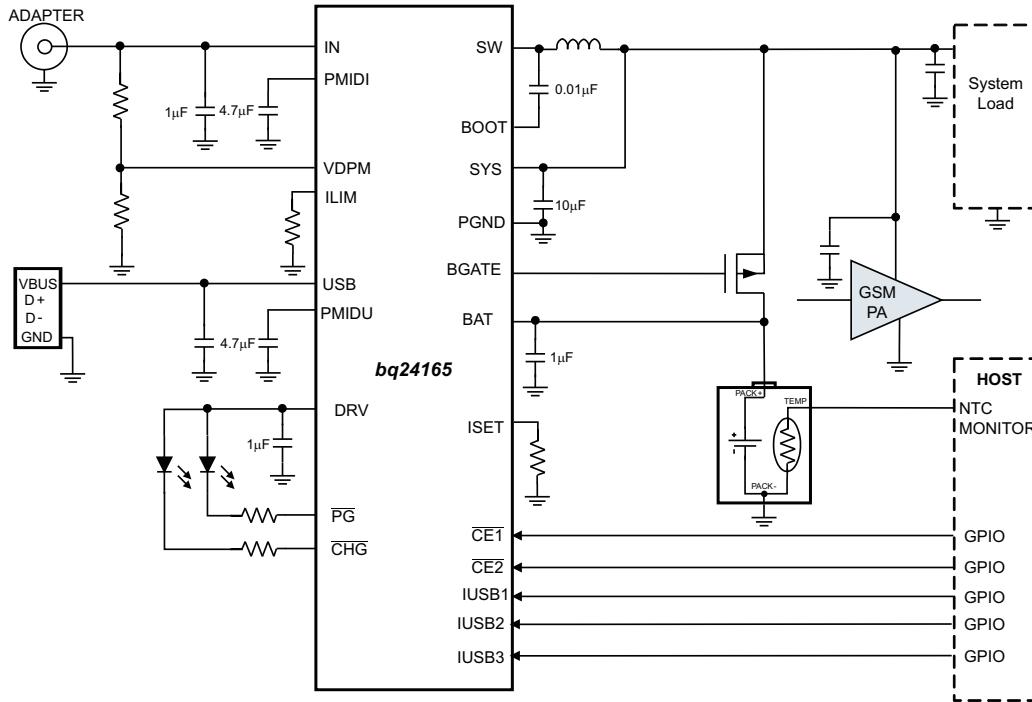 ADAPTER
IN
PMIDI
1μF
4.7μF
VDPM
ILIM
VBUS
D+
D-
GND
USB
PMIDU
4.7μF
bq24165
DRV
1μF
PG
CHG
SW
0.01μF
BOOT
SYS
10μF
PGND
BGATE
BAT
1μF
ISET
CE1
CE2
IUSB1
IUSB2
IUSB3
System
Load
GSM
PA
PACK+
TEMP
+
-
PACK-
HOST
NTC
MONITOR
GPIO
GPIO
GPIO
GPIO
GPIO